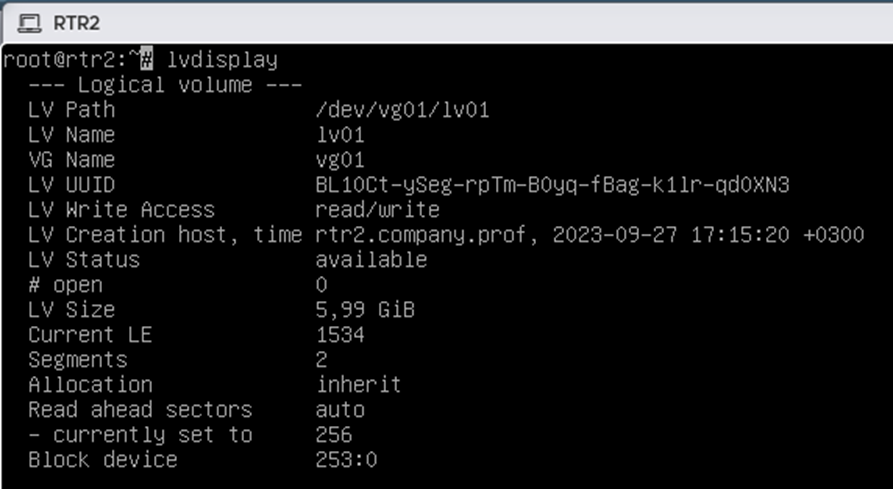 RTR2
root@rtr2:~# lvdisplay
--- Logical volume ---
LV Path /dev/vg01/lv01
LV Name lv01
VG Name vg01
LV UUID BL10Ct-ySeg-rpTm-B0yq-fBag-k1lr-qd0XN3
LV Write Access read/write
LV Creation host, time rtr2.company.prof, 2023-09-27 17:15:20 +0300
LV Status available
# open 0
LV Size 5,99 GiB
Current LE 1534
Segments 2
Allocation inherit
Read ahead sectors auto
- currently set to 256
Block device 253:0